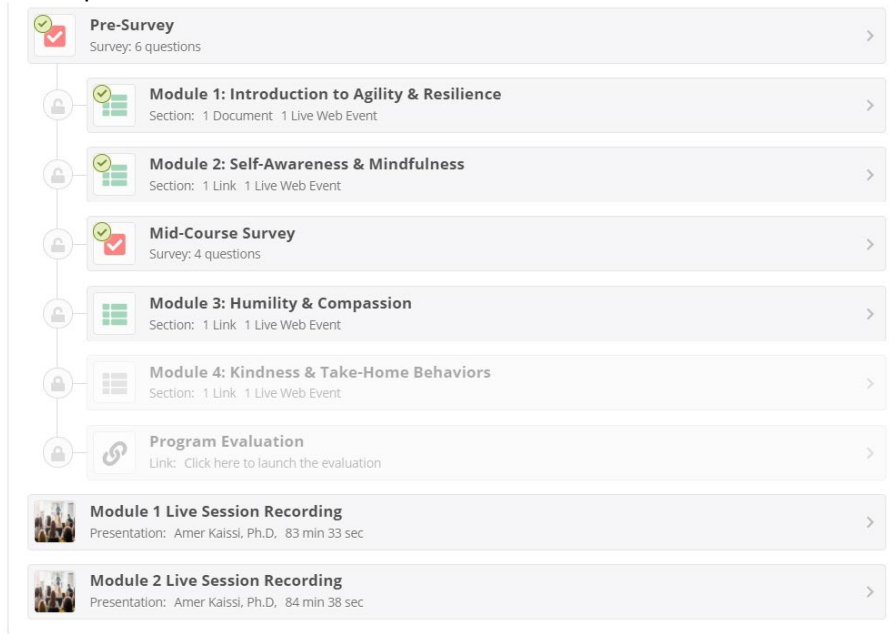 Pre-Survey
Survey: 6 questions
Module 1: Introduction to Agility & Resilience
Section: 1 Document 1 Live Web Event
Module 2: Self-Awareness & Mindfulness
Section: 1 Link 1 Live Web Event
Mid-Course Survey
Survey: 4 questions
Module 3: Humility & Compassion
Section: 1 Link 1 Live Web Event
Module 4: Kindness & Take-Home Behaviors
Section: 1 Link 1 Live Web Event
Program Evaluation
Link: Click here to launch the evaluation
Module 1 Live Session Recording
Presentation: Amer Kaissi, Ph.D, 83 min 33 sec
Module 2 Live Session Recording
Presentation: Amer Kaissi, Ph.D, 84 min 38 sec